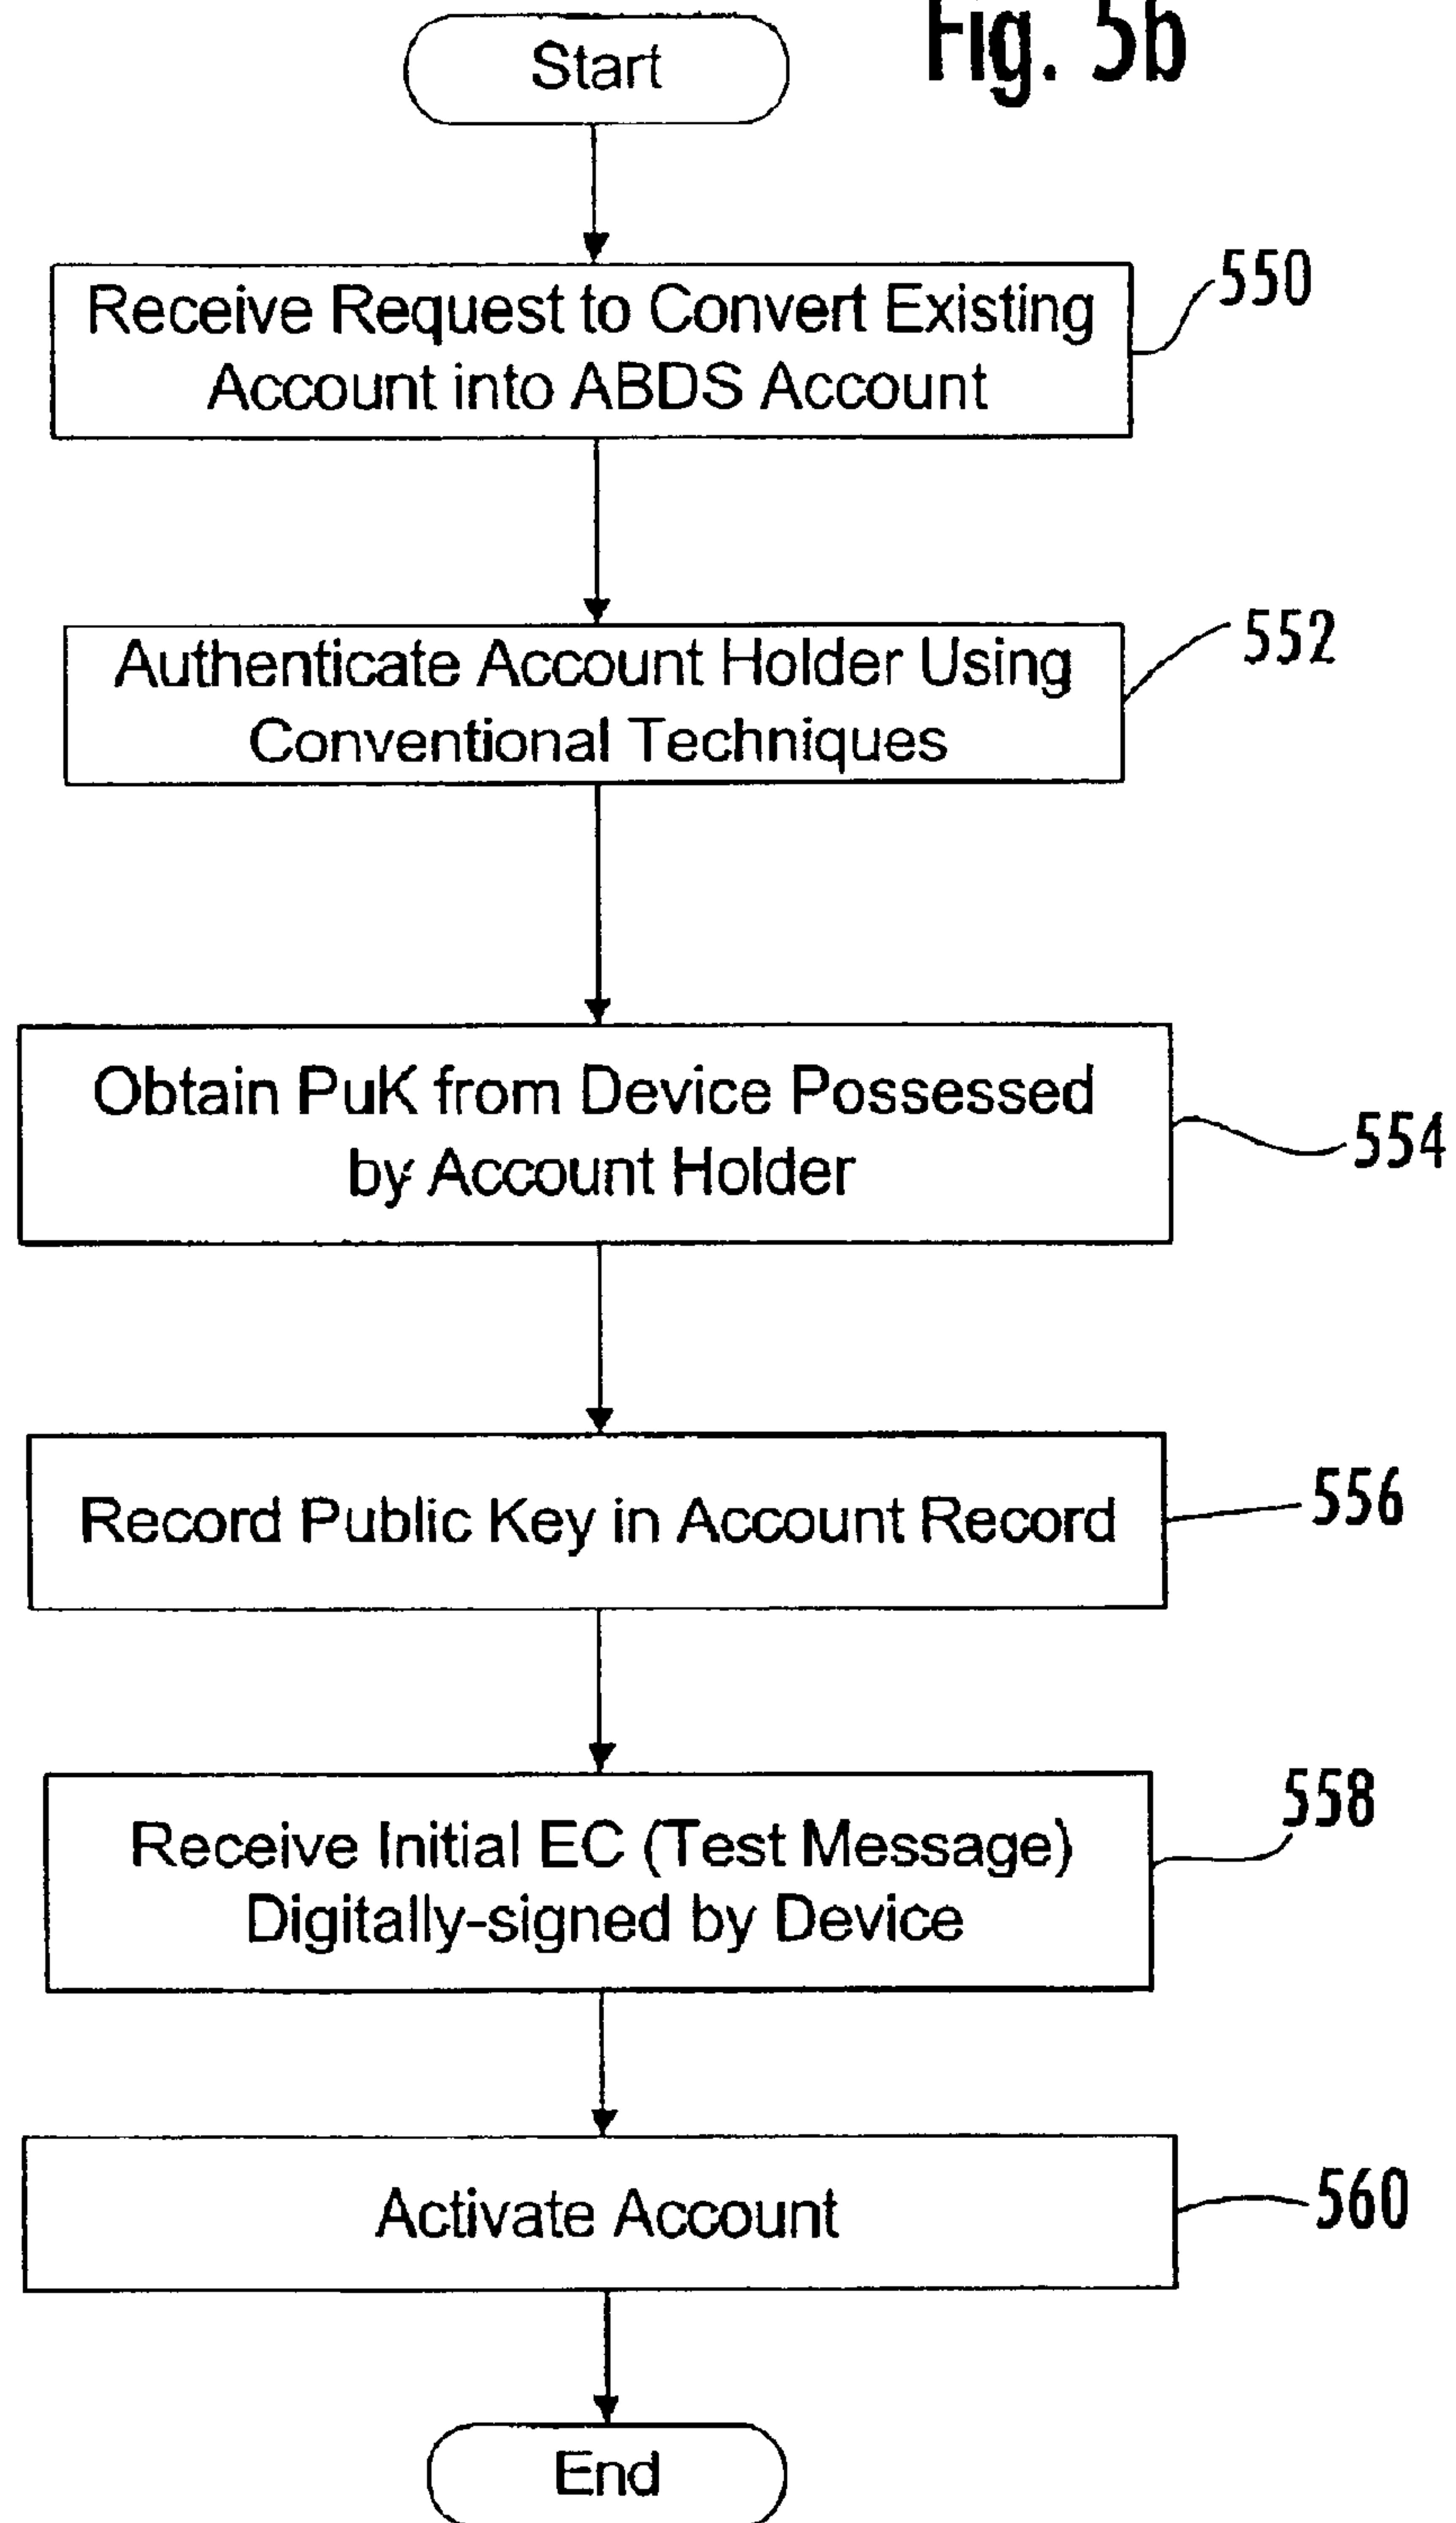 Fig. 5b
Start
Receive Request to Convert Existing
Account into ABDS Account
550
Authenticate Account Holder Using
Conventional Techniques
552
Obtain PuK from Device Possessed
by Account Holder
554
Record Public Key in Account Record
556
Receive Initial EC (Test Message)
Digitally-signed by Device
558
Activate Account
560
End